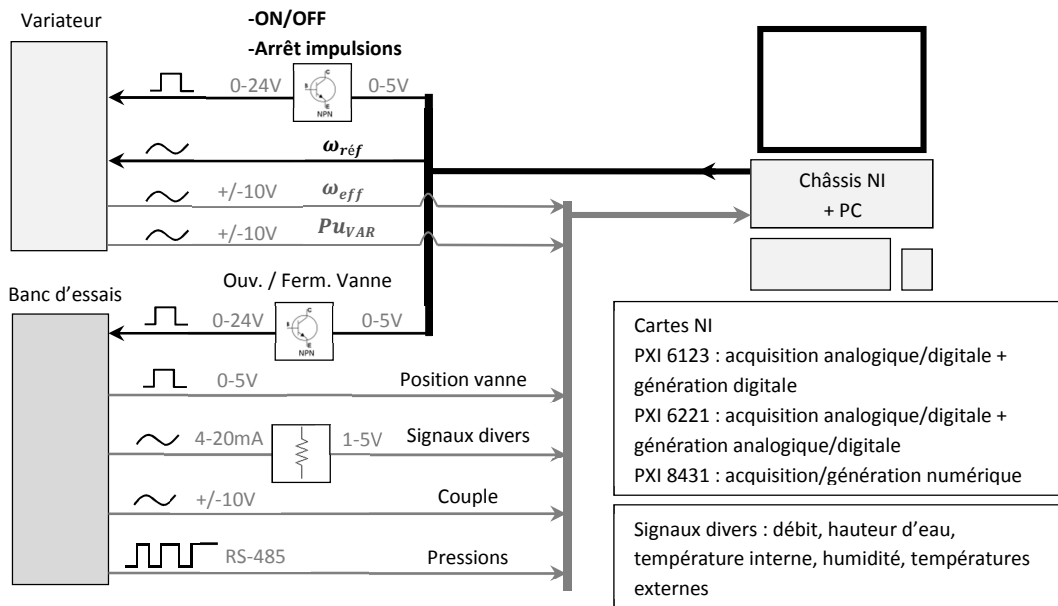 Variateur
-ON/OFF
-Arrêt impulsions
0-24V
0-5V
C
B
E
NPN
ω_réf
+/-10V
ω_eff
+/-10V
Pu_VAR
Châssis NI
+ PC
Banc d'essais
Ouv. / Ferm. Vanne
0-24V
0-5V
C
B
E
NPN
0-5V
Position vanne
4-20mA
1-5V
Signaux divers
+/-10V
Couple
RS-485
Pressions
Cartes NI
PXI 6123 : acquisition analogique/digitale +
génération digitale
PXI 6221 : acquisition analogique/digitale +
génération analogique/digitale
PXI 8431 : acquisition/génération numérique
Signaux divers : débit, hauteur d'eau,
température interne, humidité, températures
externes